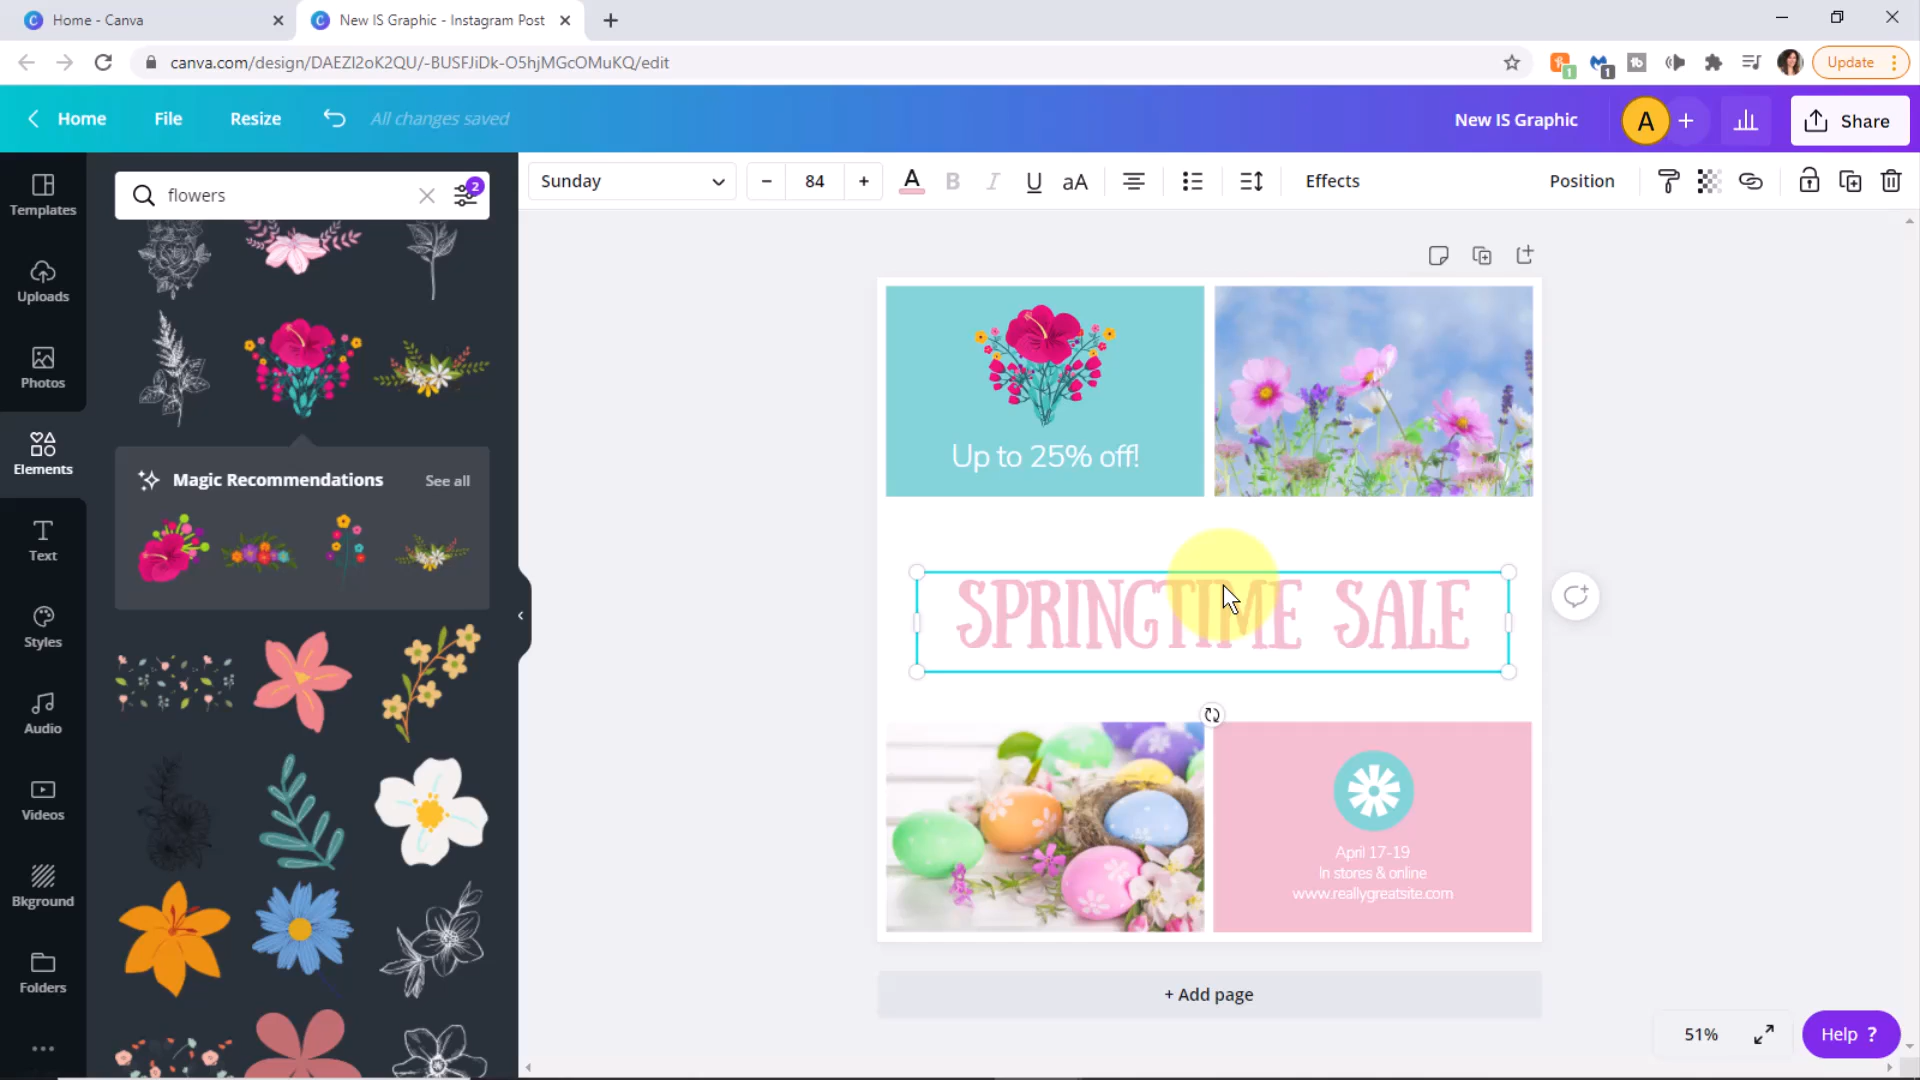 Home - Canva
New IS Graphic - Instagram Post
canva.com/design/DAEZI2oK2QU/-BUSFJiDk-O5hjMGcOMuKQ/edit
1
1
Update
Home
File
Resize
All changes saved
New IS Graphic
A
Share
Templates
Uploads
Photos
Elements
Text
Styles
Audio
Videos
Bkground
Folders
flowers
2
Magic Recommendations
See all
Sunday
84
A
B
I
U
aA
Effects
Position
Up to 25% off!
SPRINGTIME SALE
April 17-19
In stores & online
www.reallygreatsite.com
+ Add page
51%
Help ?